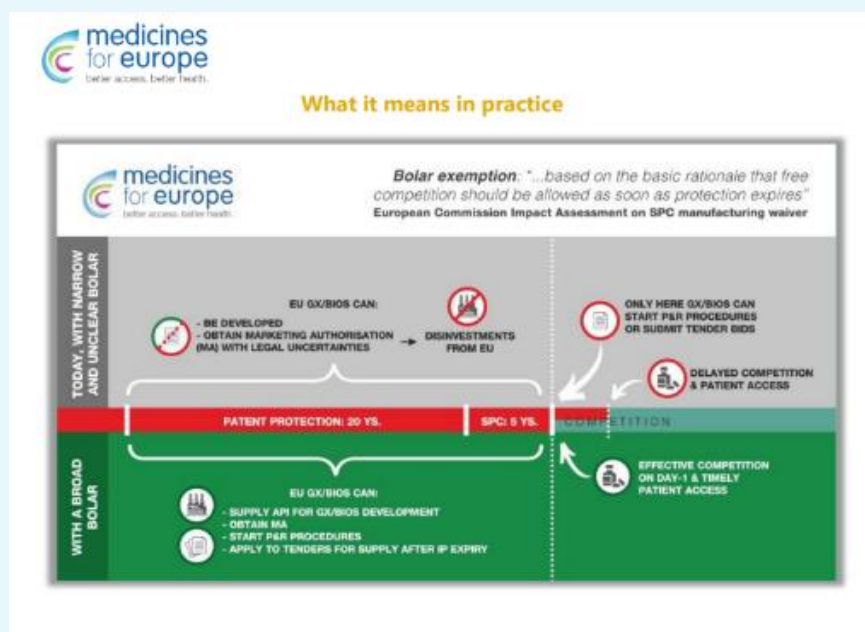 medicines
for europe
better access. better health.
What it means in practice
medicines
for europe
better access. better health.
Bolar exemption: "...based on the basic rationale that free
competition should be allowed as soon as protection expires"
European Commission Impact Assessment on SPC manufacturing waiver
TODAY, WITH NARROW
AND UNCLEAR BOLAR
EU GX/BIOS CAN:
- BE DEVELOPED
- OBTAIN MARKETING AUTHORISATION
(MA) WITH LEGAL UNCERTAINTIES
DISINVESTMENTS
FROM EU
ONLY HERE GX/BIOS CAN
START P&R PROCEDURES
OR SUBMIT TENDER BIDS
DELAYED COMPETITION
& PATIENT ACCESS
PATENT PROTECTION: 20 YS.
SPC: 5 YS.
COMPETITION
WITH A BROAD
BOLAR
EU GX/BIOS CAN:
- SUPPLY API FOR GX/BIOS DEVELOPMENT
- OBTAIN MA
- START P&R PROCEDURES
- APPLY TO TENDERS FOR SUPPLY AFTER IP EXPIRY
EFFECTIVE COMPETITION
ON DAY-1 & TIMELY
PATIENT ACCESS